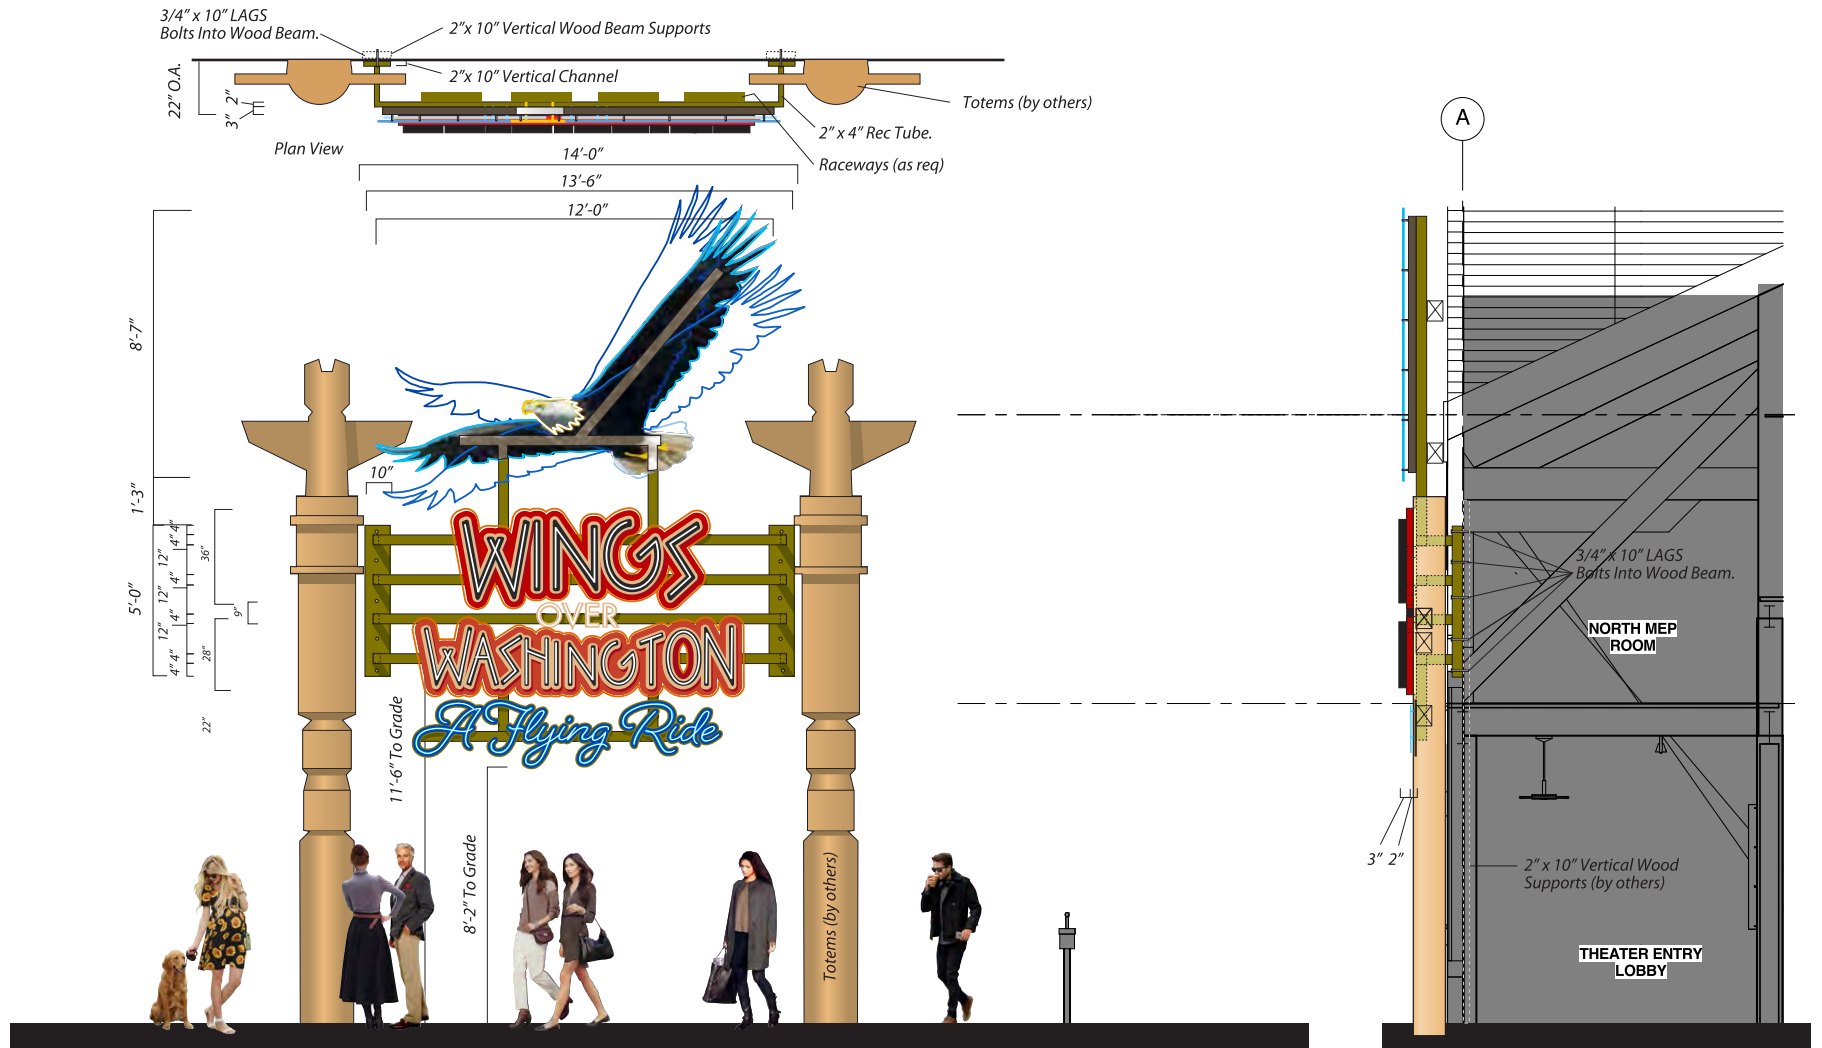 3/4" x 10" LAGS
Bolts Into Wood Beam.
2"x 10" Vertical Wood Beam Supports
2"x 10" Vertical Channel
22" O.A.
2"
3"
Totems (by others)
2" x 4" Rec Tube.
Raceways (as req)
Plan View
14'-0"
13'-6"
12'-0"
A
8'-7"
1'-3"
5'-0"
10"
4"
4"
12"
4"
12"
4"
12"
4"
4"
36"
9"
28"
22"
WINGS
OVER
WASHINGTON
A Flying Ride
11'-6" To Grade
8'-2" To Grade
Totems (by others)
3/4" x 10" LAGS
Bolts Into Wood Beam.
NORTH MEP
ROOM
3" 2"
2" x 10" Vertical Wood
Supports (by others)
THEATER ENTRY
LOBBY